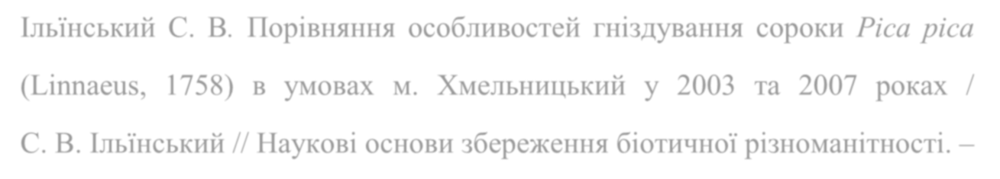 Ільїнський С. В. Порівняння особливостей гніздування сороки Pica pica
(Linnaeus, 1758) в умовах м. Хмельницький у 2003 та 2007 роках /
С. В. Ільїнський // Наукові основи збереження біотичної різноманітності. –